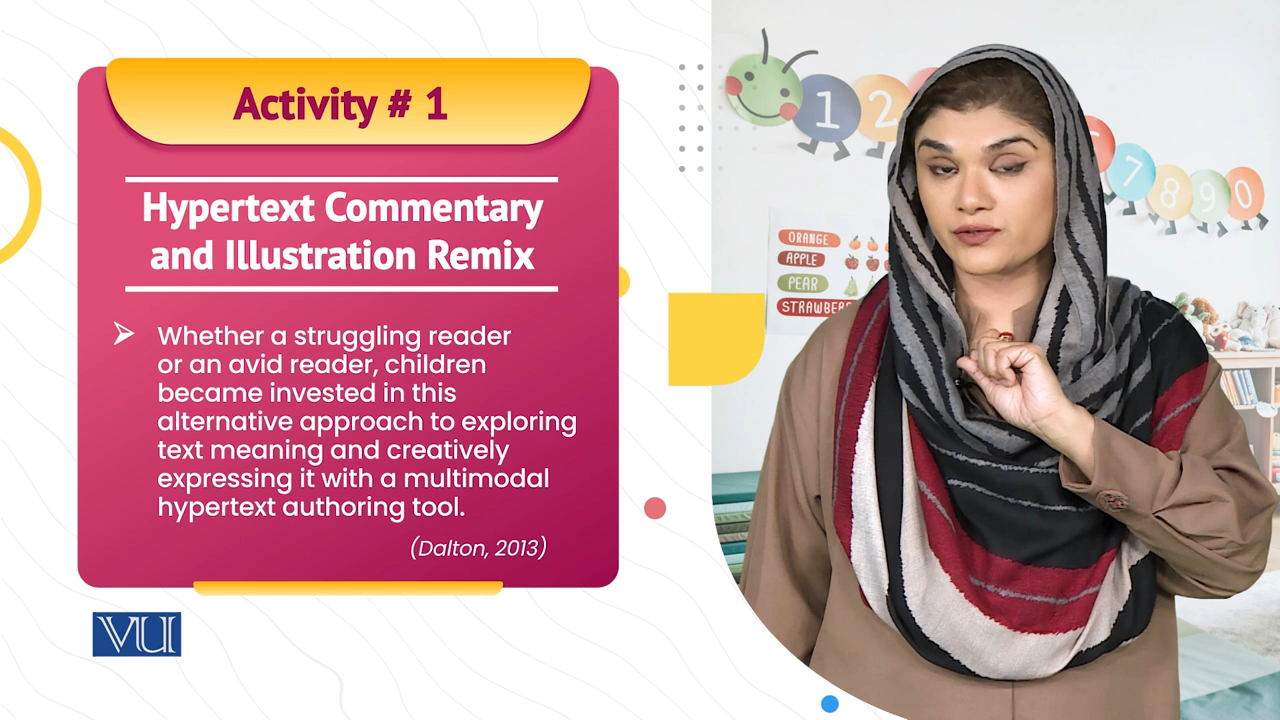 Activity # 1
Hypertext Commentary
and Illustration Remix
Whether a struggling reader
or an avid reader, children
became invested in this
alternative approach to exploring
text meaning and creatively
expressing it with a multimodal
hypertext authoring tool.
(Dalton, 2013)
VU
1 2
7 8 9 0
ORANGE
APPLE
PEAR